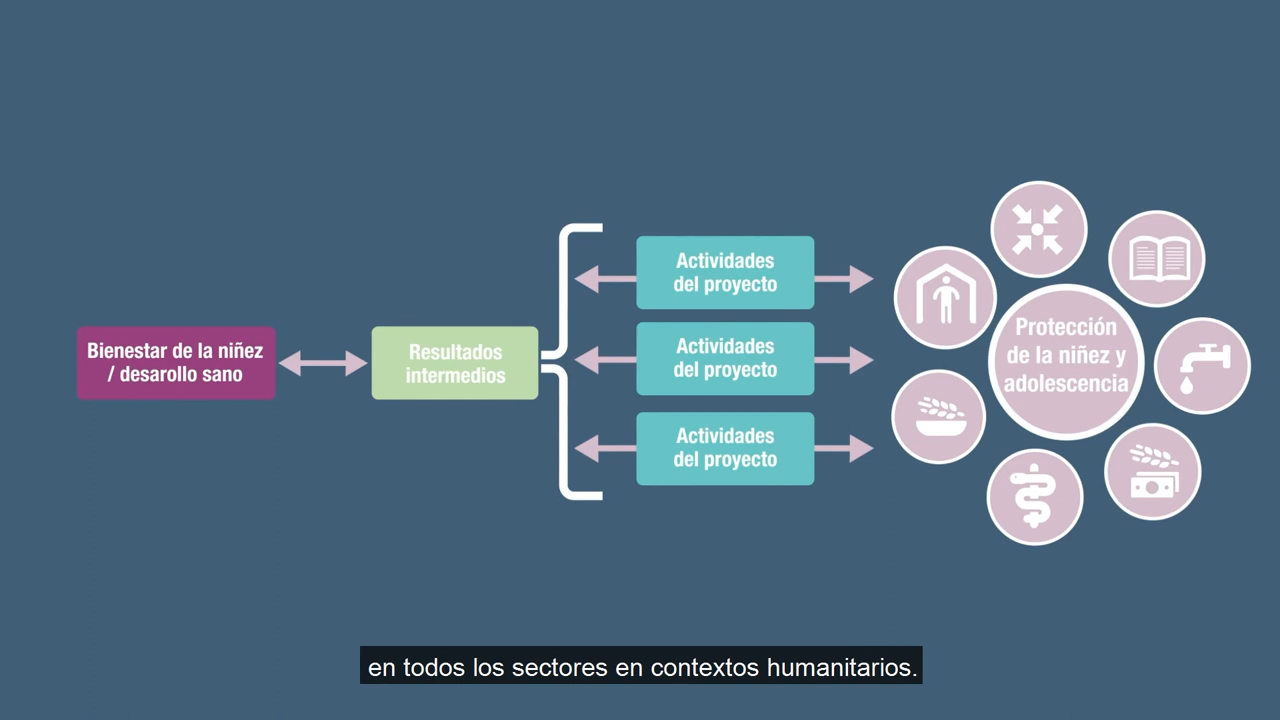 Bienestar de la niñez
/ desarollo sano
Resultados
intermedios
Actividades
del proyecto
Actividades
del proyecto
Actividades
del proyecto
Protección
de la niñez y
adolescencia
en todos los sectores en contextos humanitarios.